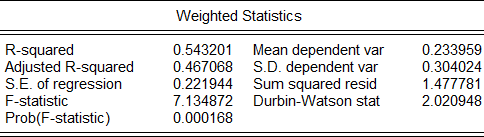 Weighted Statistics
R-squared 0.543201 Mean dependent var 0.233959
Adjusted R-squared 0.467068 S.D. dependent var 0.304024
S.E. of regression 0.221944 Sum squared resid 1.477781
F-statistic 7.134872 Durbin-Watson stat 2.020948
Prob(F-statistic) 0.000168